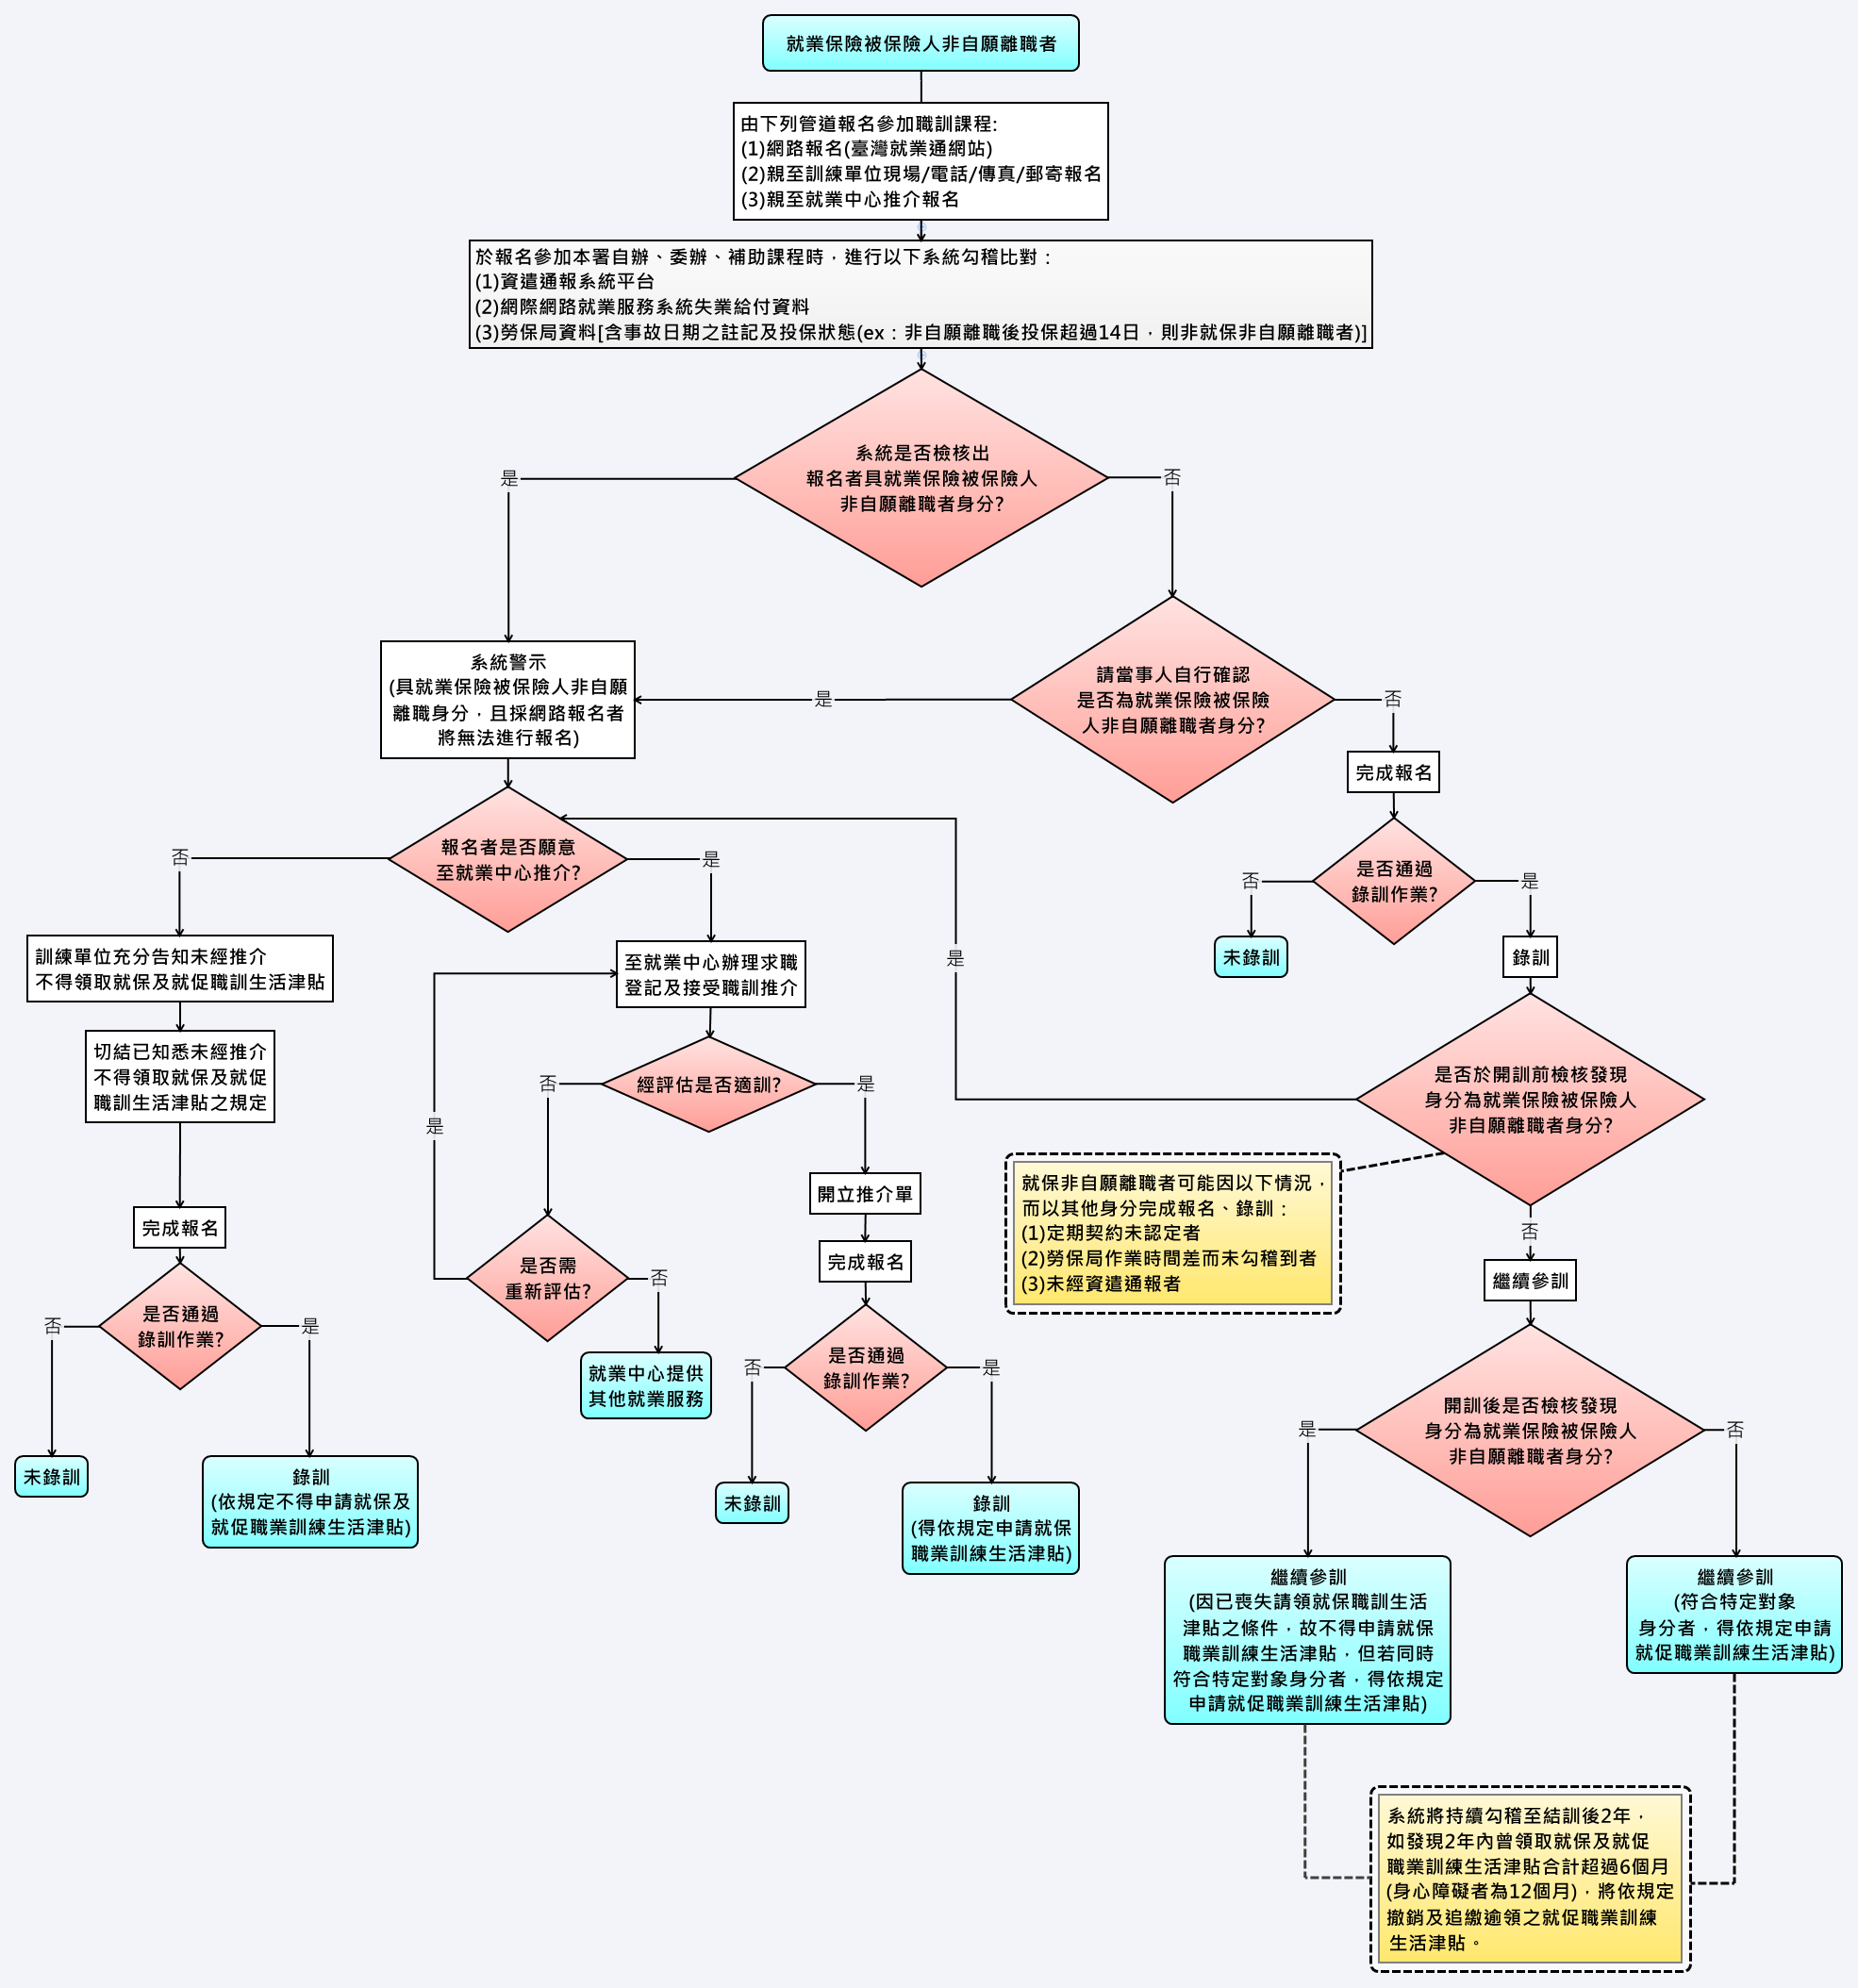 就業保險被保險人非自願離職者
由下列管道報名參加職訓課程:
(1)網路報名(臺灣就業通網站)
(2)親至訓練單位現場/電話/傳真/郵寄報名
(3)親至就業中心推介報名
於報名參加本署自辦、委辦、補助課程時，進行以下系統勾稽比對：
(1)資遣通報系統平台
(2)網際網路就業服務系統失業給付資料
(3)勞保局資料[含事故日期之註記及投保狀態(ex：非自願離職後投保超過14日，則非就保非自願離職者)]
系統是否檢核出
報名者具就業保險被保險人
非自願離職者身分?
是
否
系統警示
(具就業保險被保險人非自願
離職身分，且採網路報名者
將無法進行報名)
是
請當事人自行確認
是否為就業保險被保險
人非自願離職者身分?
否
完成報名
報名者是否願意
至就業中心推介?
否
是
是否通過
錄訓作業?
否
是
未錄訓
錄訓
訓練單位充分告知未經推介
不得領取就保及就促職訓生活津貼
至就業中心辦理求職
登記及接受職訓推介
是
切結已知悉未經推介
不得領取就保及就促
職訓生活津貼之規定
經評估是否適訓?
否
是
是
是否於開訓前檢核發現
身分為就業保險被保險人
非自願離職者身分?
就保非自願離職者可能因以下情況，
而以其他身分完成報名、錄訓：
(1)定期契約未認定者
(2)勞保局作業時間差而未勾稽到者
(3)未經資遣通報者
否
繼續參訓
開立推介單
完成報名
完成報名
是否需
重新評估?
否
就業中心提供
其他就業服務
是否通過
錄訓作業?
否
是
未錄訓
錄訓
(依規定不得申請就保及
就促職業訓練生活津貼)
是否通過
錄訓作業?
否
是
未錄訓
錄訓
(得依規定申請就保
職業訓練生活津貼)
開訓後是否檢核發現
身分為就業保險被保險人
非自願離職者身分?
是
否
繼續參訓
(因已喪失請領就保職訓生活
津貼之條件，故不得申請就保
職業訓練生活津貼，但若同時
符合特定對象身分者，得依規定
申請就促職業訓練生活津貼)
繼續參訓
(符合特定對象
身分者，得依規定申請
就促職業訓練生活津貼)
系統將持續勾稽至結訓後2年，
如發現2年內曾領取就保及就促
職業訓練生活津貼合計超過6個月
(身心障礙者為12個月)，將依規定
撤銷及追繳逾領之就促職業訓練
生活津貼。